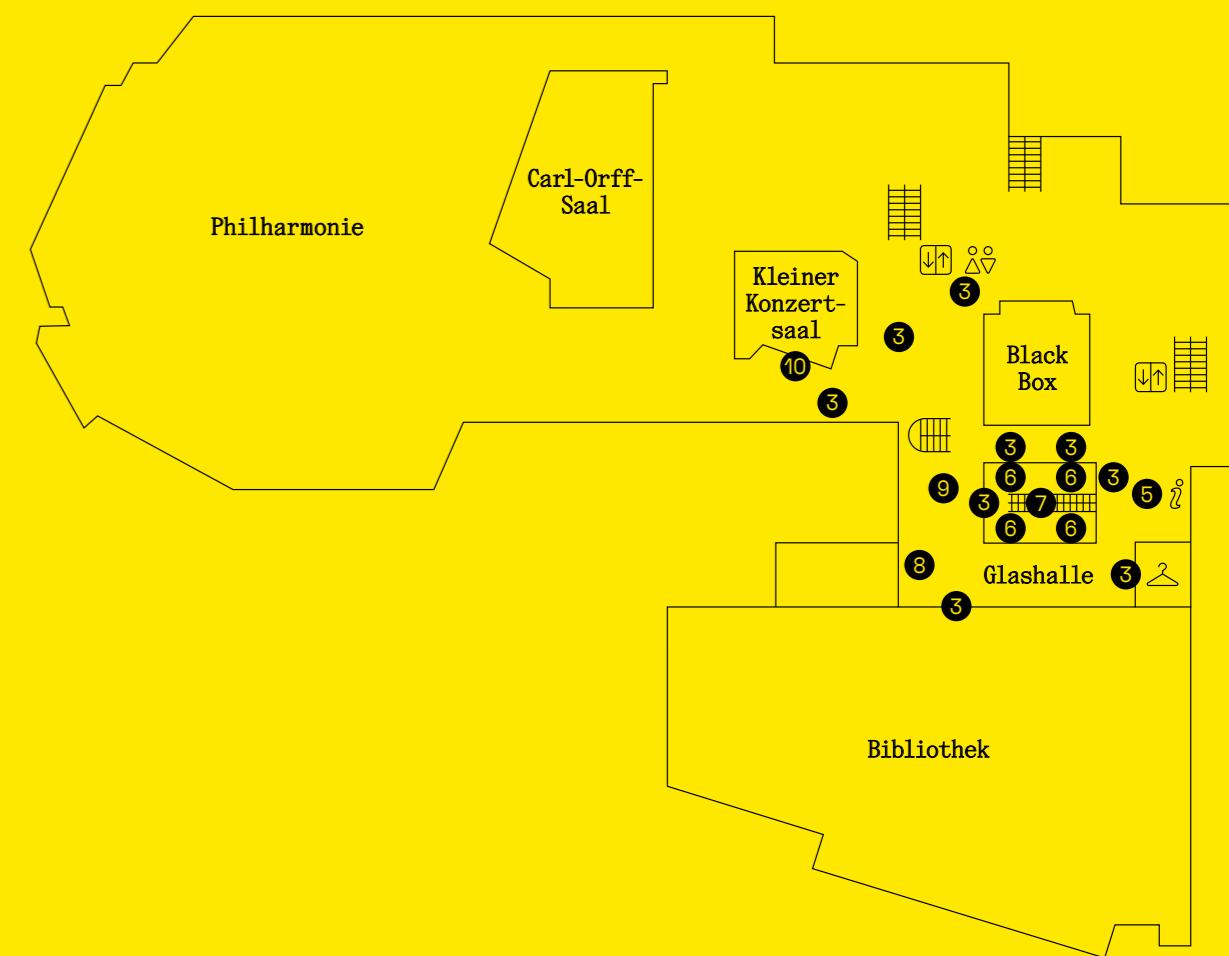 Carl-Orff-
Saal
Philharmonie
Kleiner
Konzert-
saal
3
3
Black
Box
10
3
3
3
6
6
3
9
3
7
5
6
6
8
Glashalle
3
3
Bibliothek